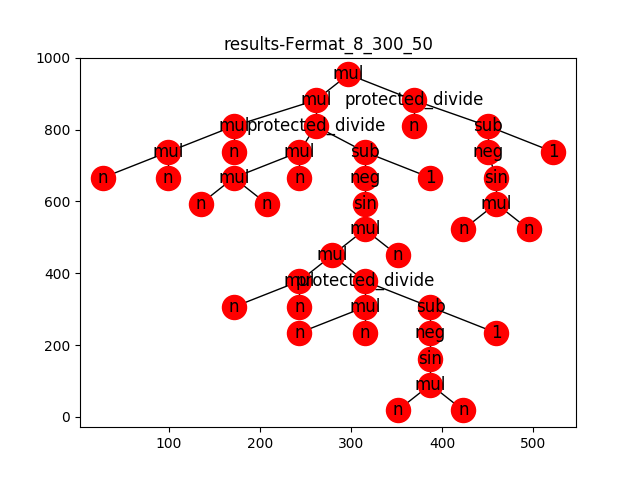 results-Fermat_8_300_50
1000
mul
mul protected_divide
800
mul protected_divide n sub
mul n mul sub neg 1
n n mul n neg 1 sin
600
n n sin mul
mul n n
mul n
400
mul protected_divide
n n mul sub
200
n n neg 1
sin
mul
n n
0
100 200 300 400 500